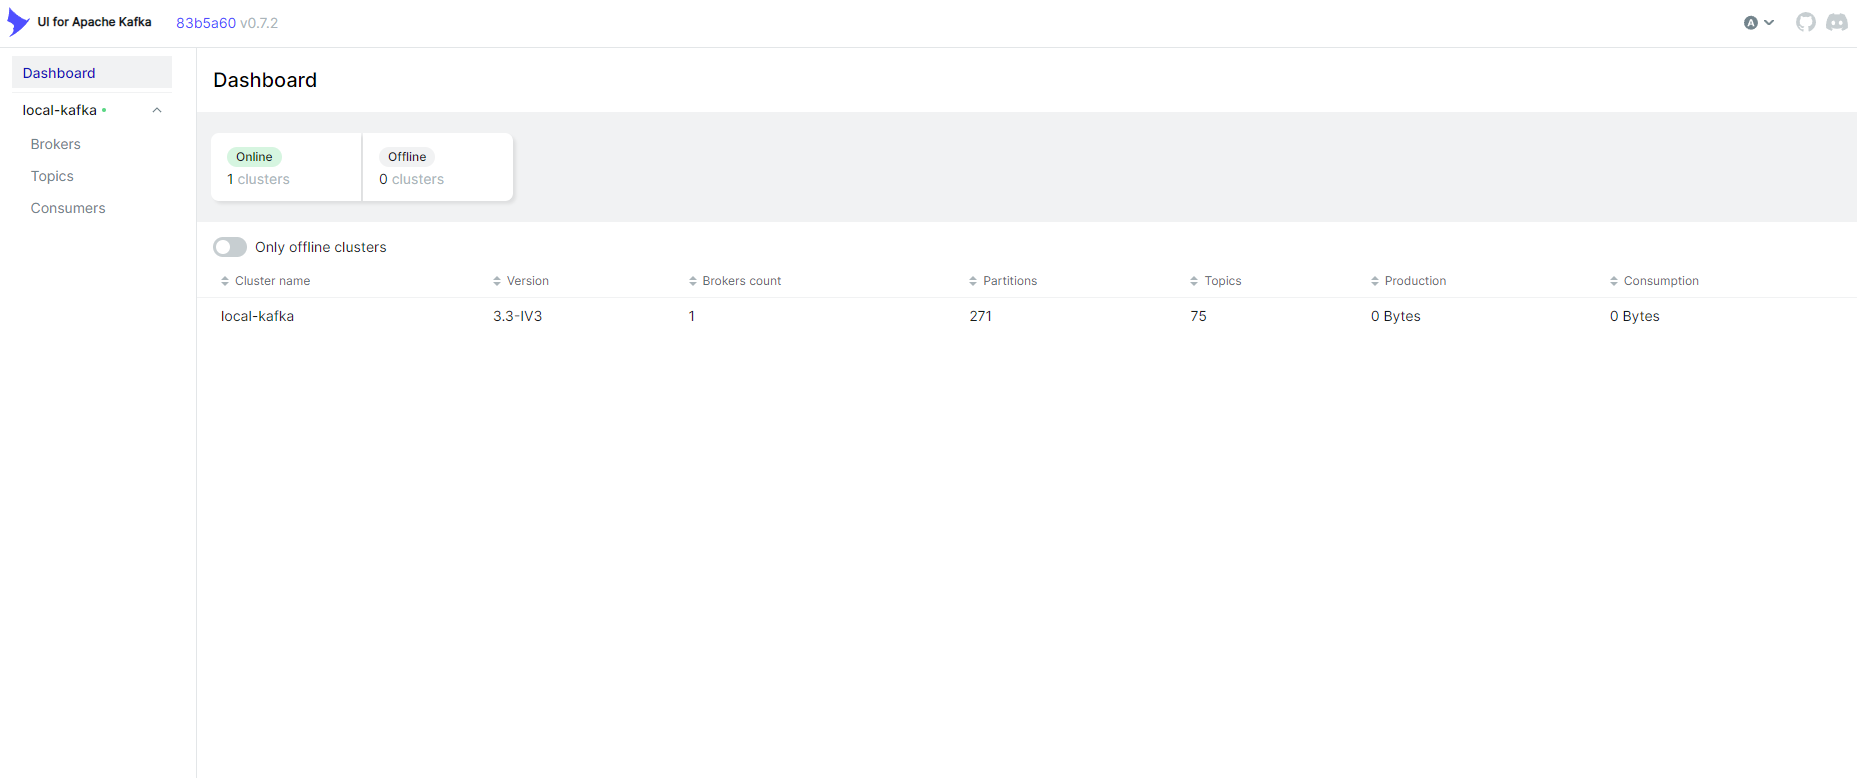 UI for Apache Kafka 83b5a60 v0.7.2
A
Dashboard
local-kafka
Brokers
Topics
Consumers
Dashboard
Online Offline
1 clusters 0 clusters
Only offline clusters
Cluster name Version Brokers count Partitions Topics Production Consumption
local-kafka 3.3-IV3 1 271 75 0 Bytes 0 Bytes